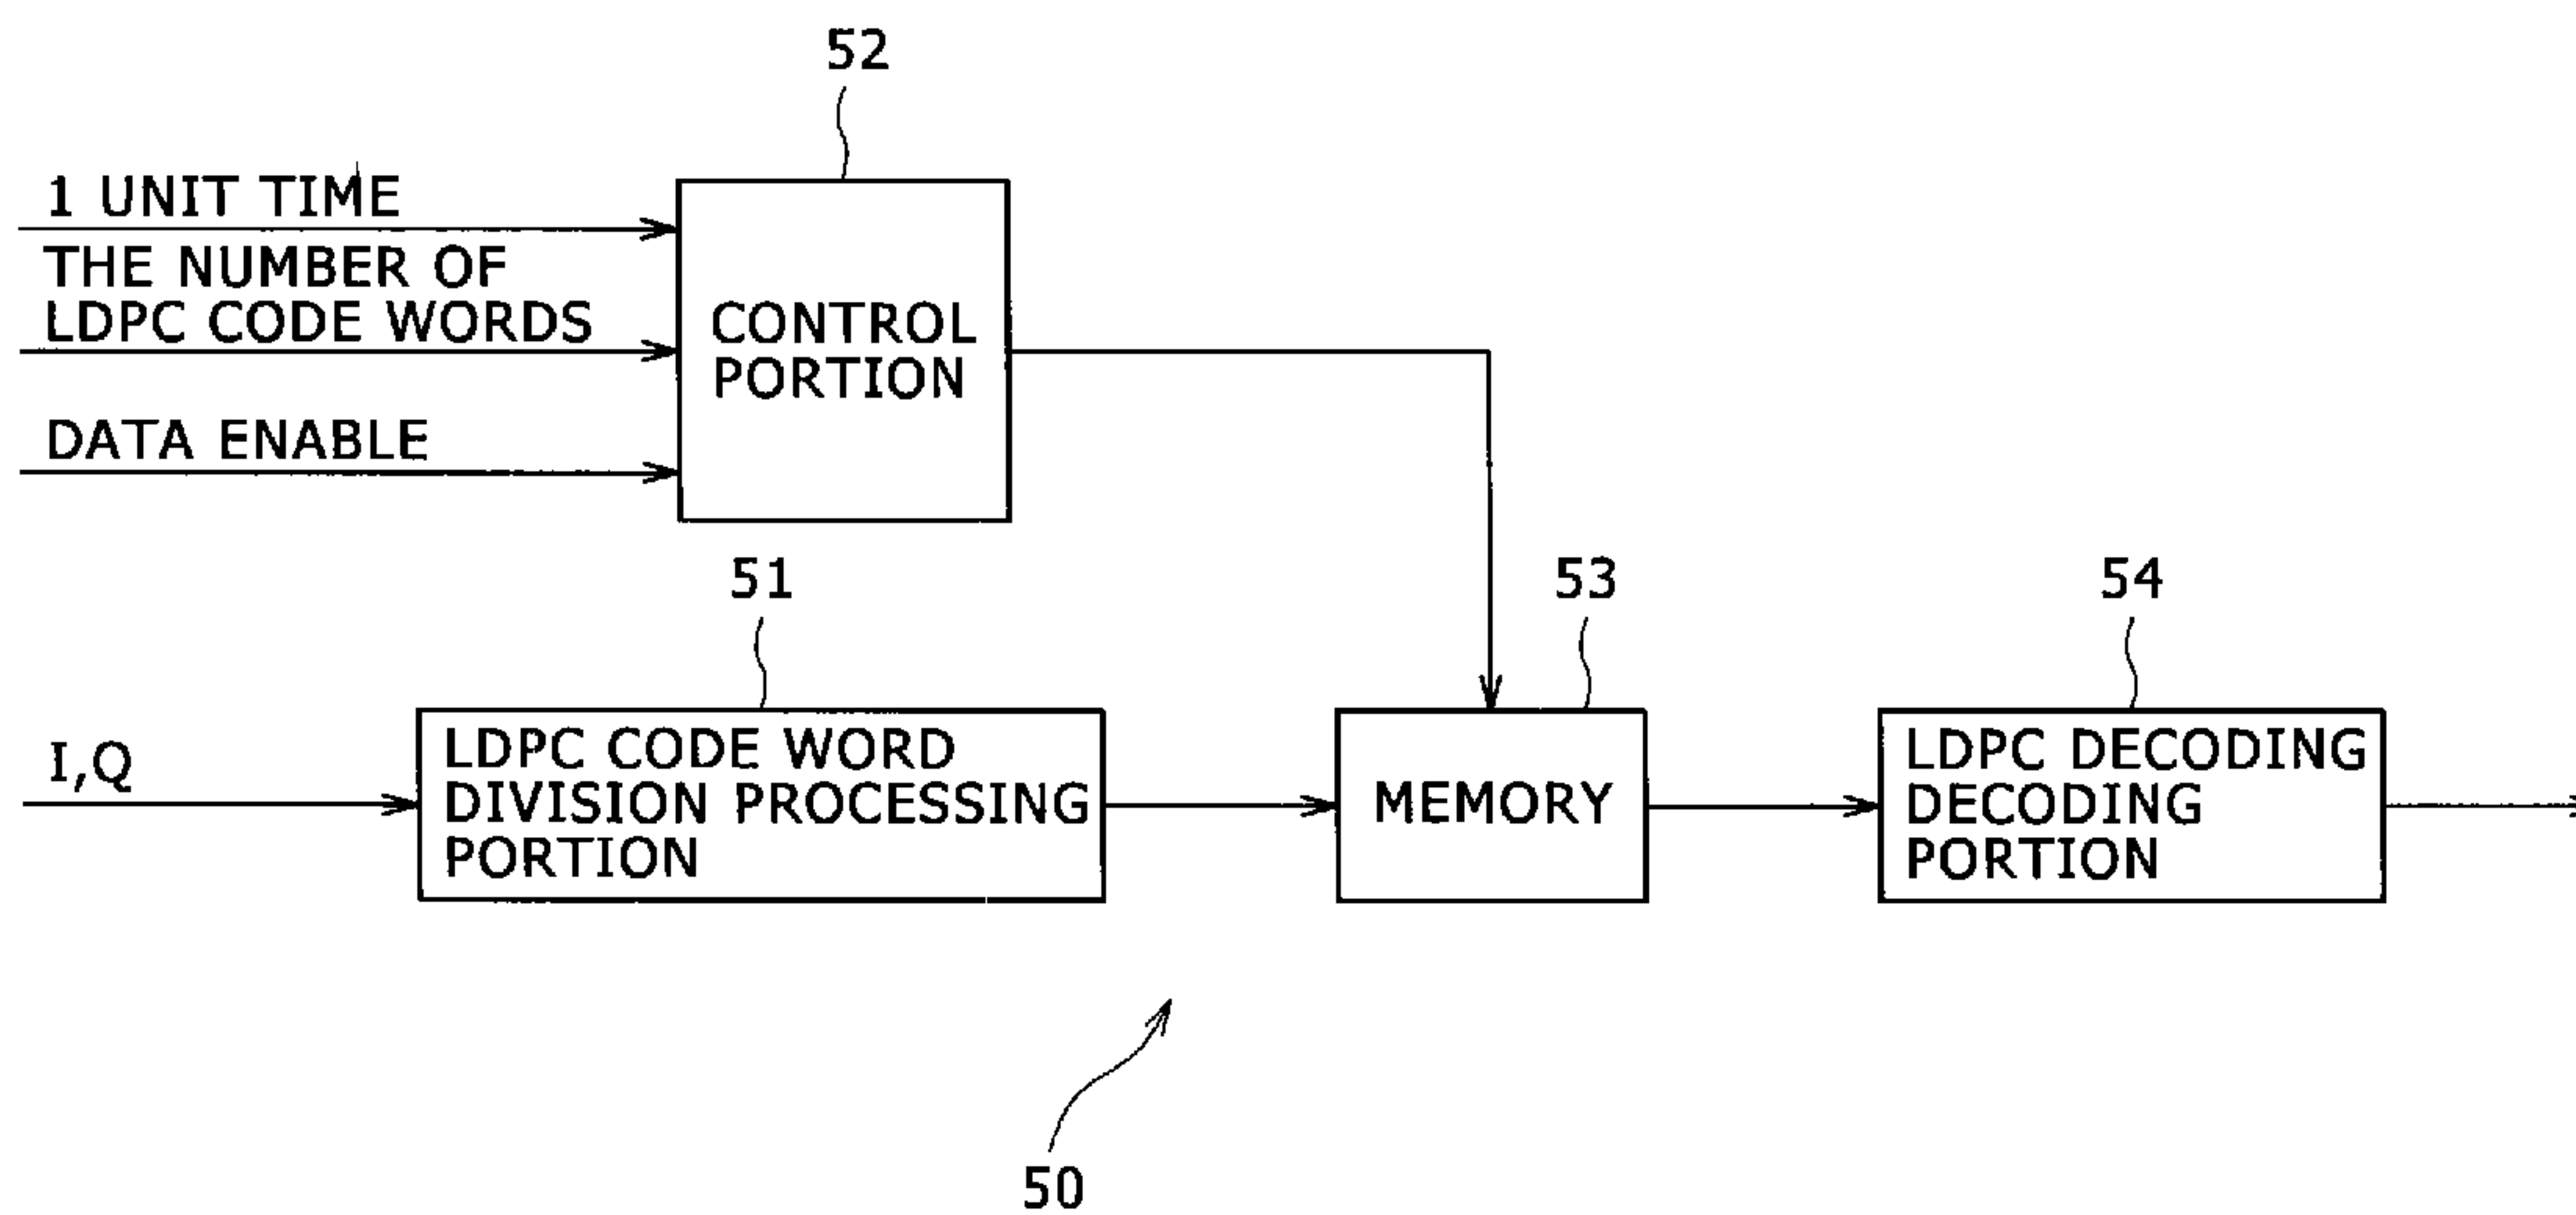 52
1 UNIT TIME
THE NUMBER OF
LDPC CODE WORDS
DATA ENABLE
CONTROL
PORTION
51
53
54
I,Q
LDPC CODE WORD
DIVISION PROCESSING
PORTION
MEMORY
LDPC DECODING
DECODING
PORTION
50